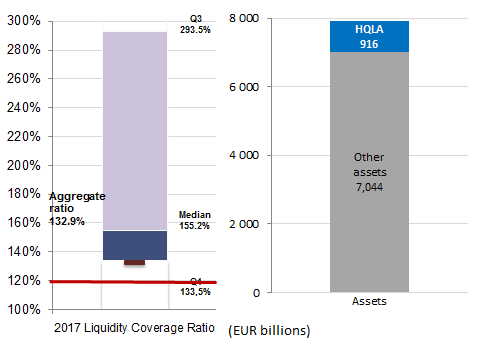 Q3
293.5%
300%
280%
260%
240%
220%
200%
180%
160%
140%
120%
100%
Aggregate
ratio
132.9%
Median
155.2%
Q1
133,5%
2017 Liquidity Coverage Ratio
8 000
6 000
4 000
2 000
0
HQLA
916
Other
assets
7,044
Assets
(EUR billions)